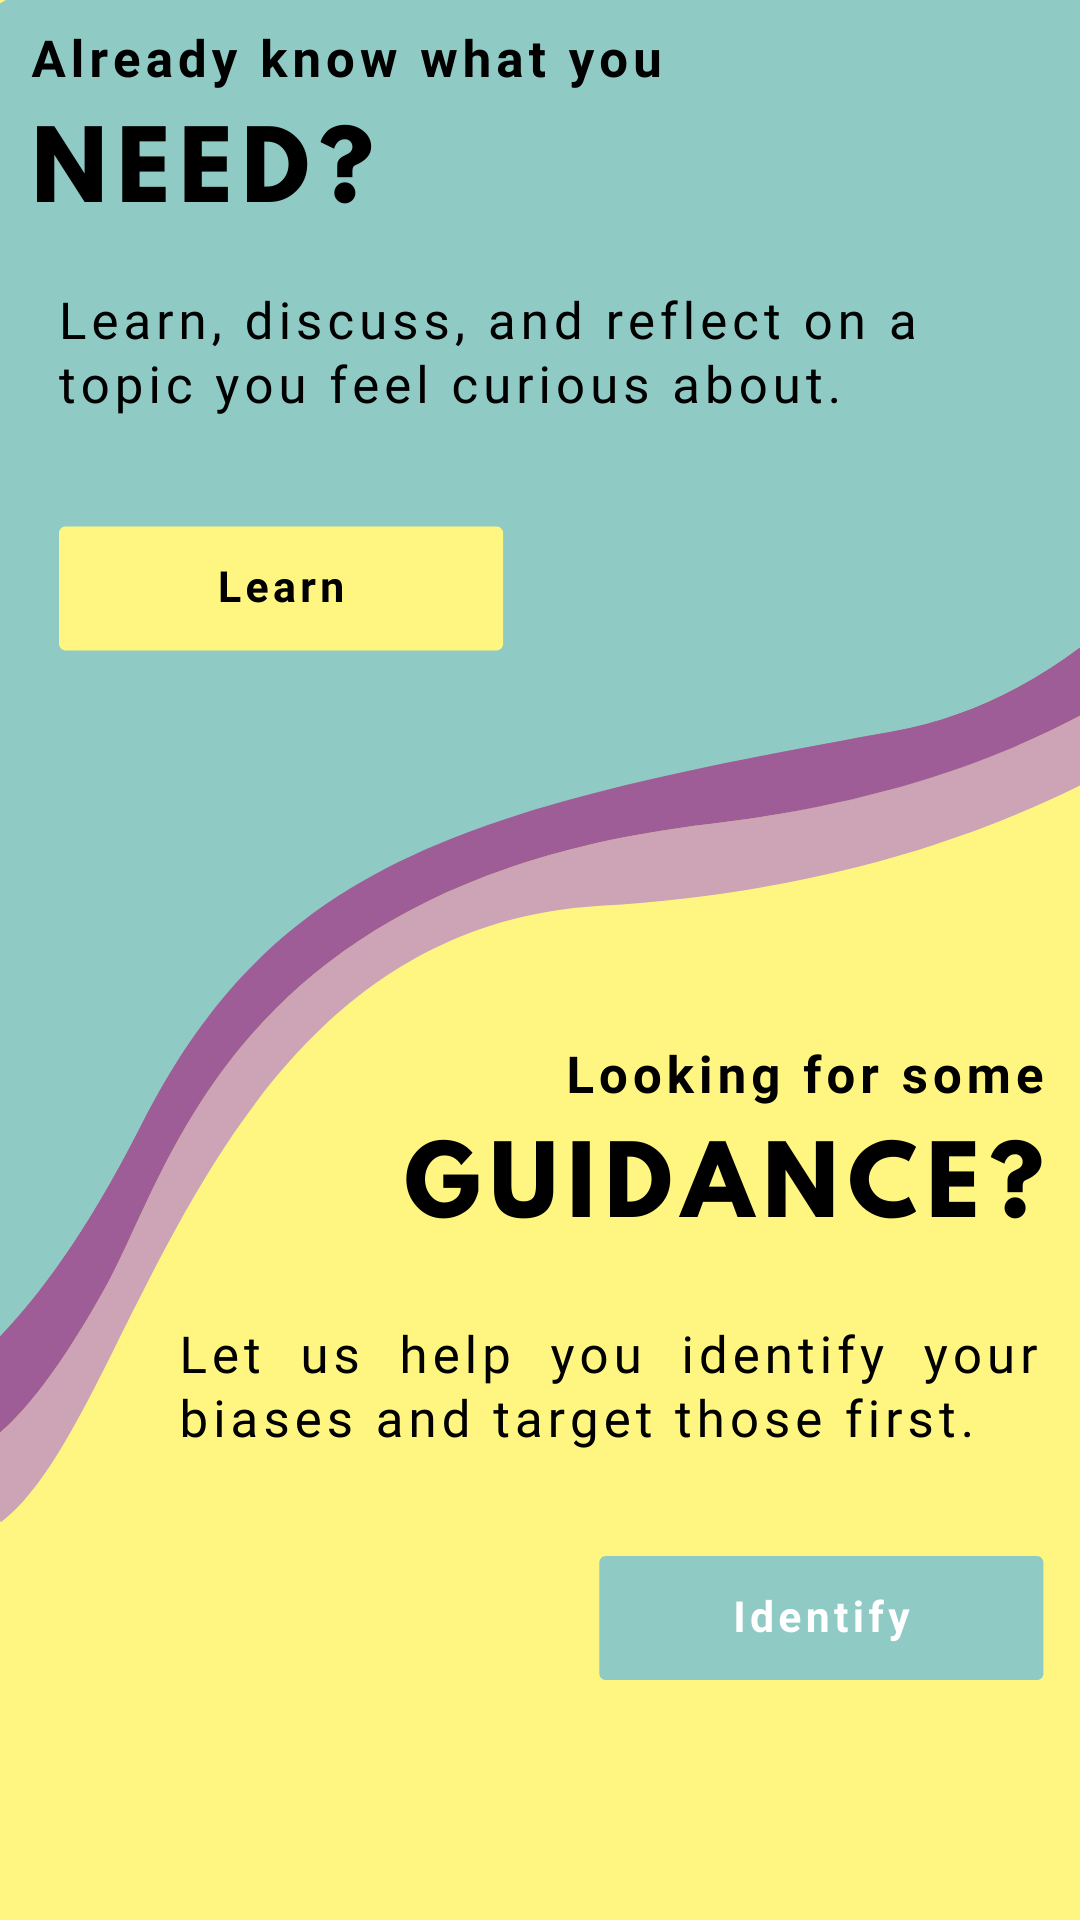 Already know what you
NEED?
Learn, discuss, and reflect on a
topic you feel curious about.
Learn
Looking for some
GUIDANCE?
Let us help you identify your
biases and target those first.
Identify